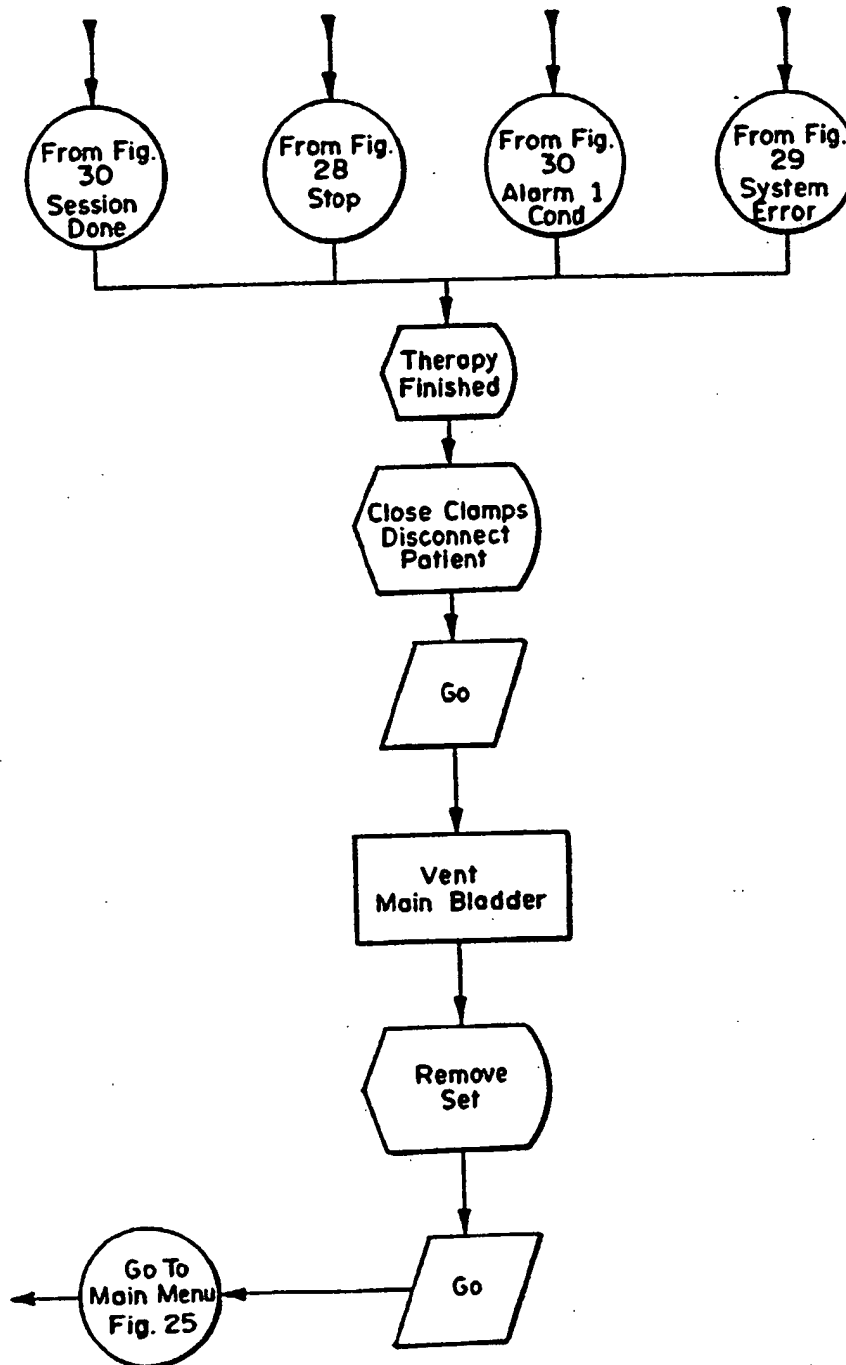 From Fig.
30
Session
Done
From Fig.
28
Stop
From Fig.
30
Alarm 1
Cond
From Fig.
29
System
Error
Therapy
Finished
Close Clamps
Disconnect
Patient
Go
Vent
Main Bladder
Remove
Set
Go
Go To
Main Menu
Fig. 25